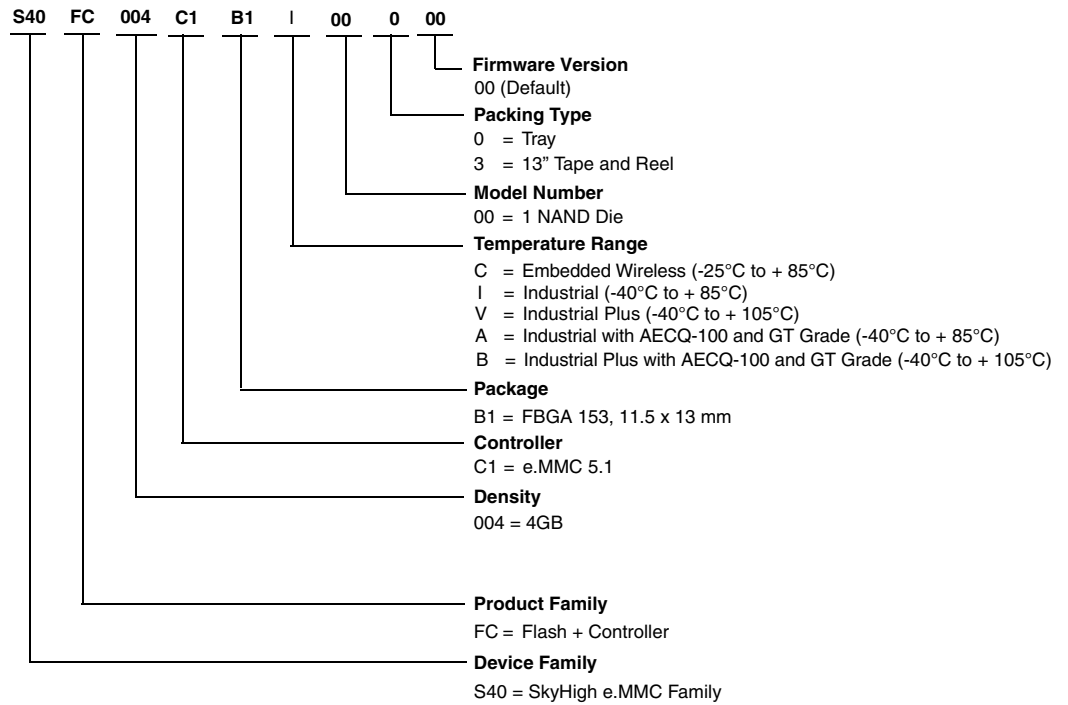 S40 FC 004 C1 B1 I 00 0 00
Firmware Version
00 (Default)
Packing Type
0 = Tray
3 = 13” Tape and Reel
Model Number
00 = 1 NAND Die
Temperature Range
C = Embedded Wireless (-25°C to + 85°C)
I = Industrial (-40°C to + 85°C)
V = Industrial Plus (-40°C to + 105°C)
A = Industrial with AECQ-100 and GT Grade (-40°C to + 85°C)
B = Industrial Plus with AECQ-100 and GT Grade (-40°C to + 105°C)
Package
B1 = FBGA 153, 11.5 x 13 mm
Controller
C1 = e.MMC 5.1
Density
004 = 4GB
Product Family
FC = Flash + Controller
Device Family
S40 = SkyHigh e.MMC Family